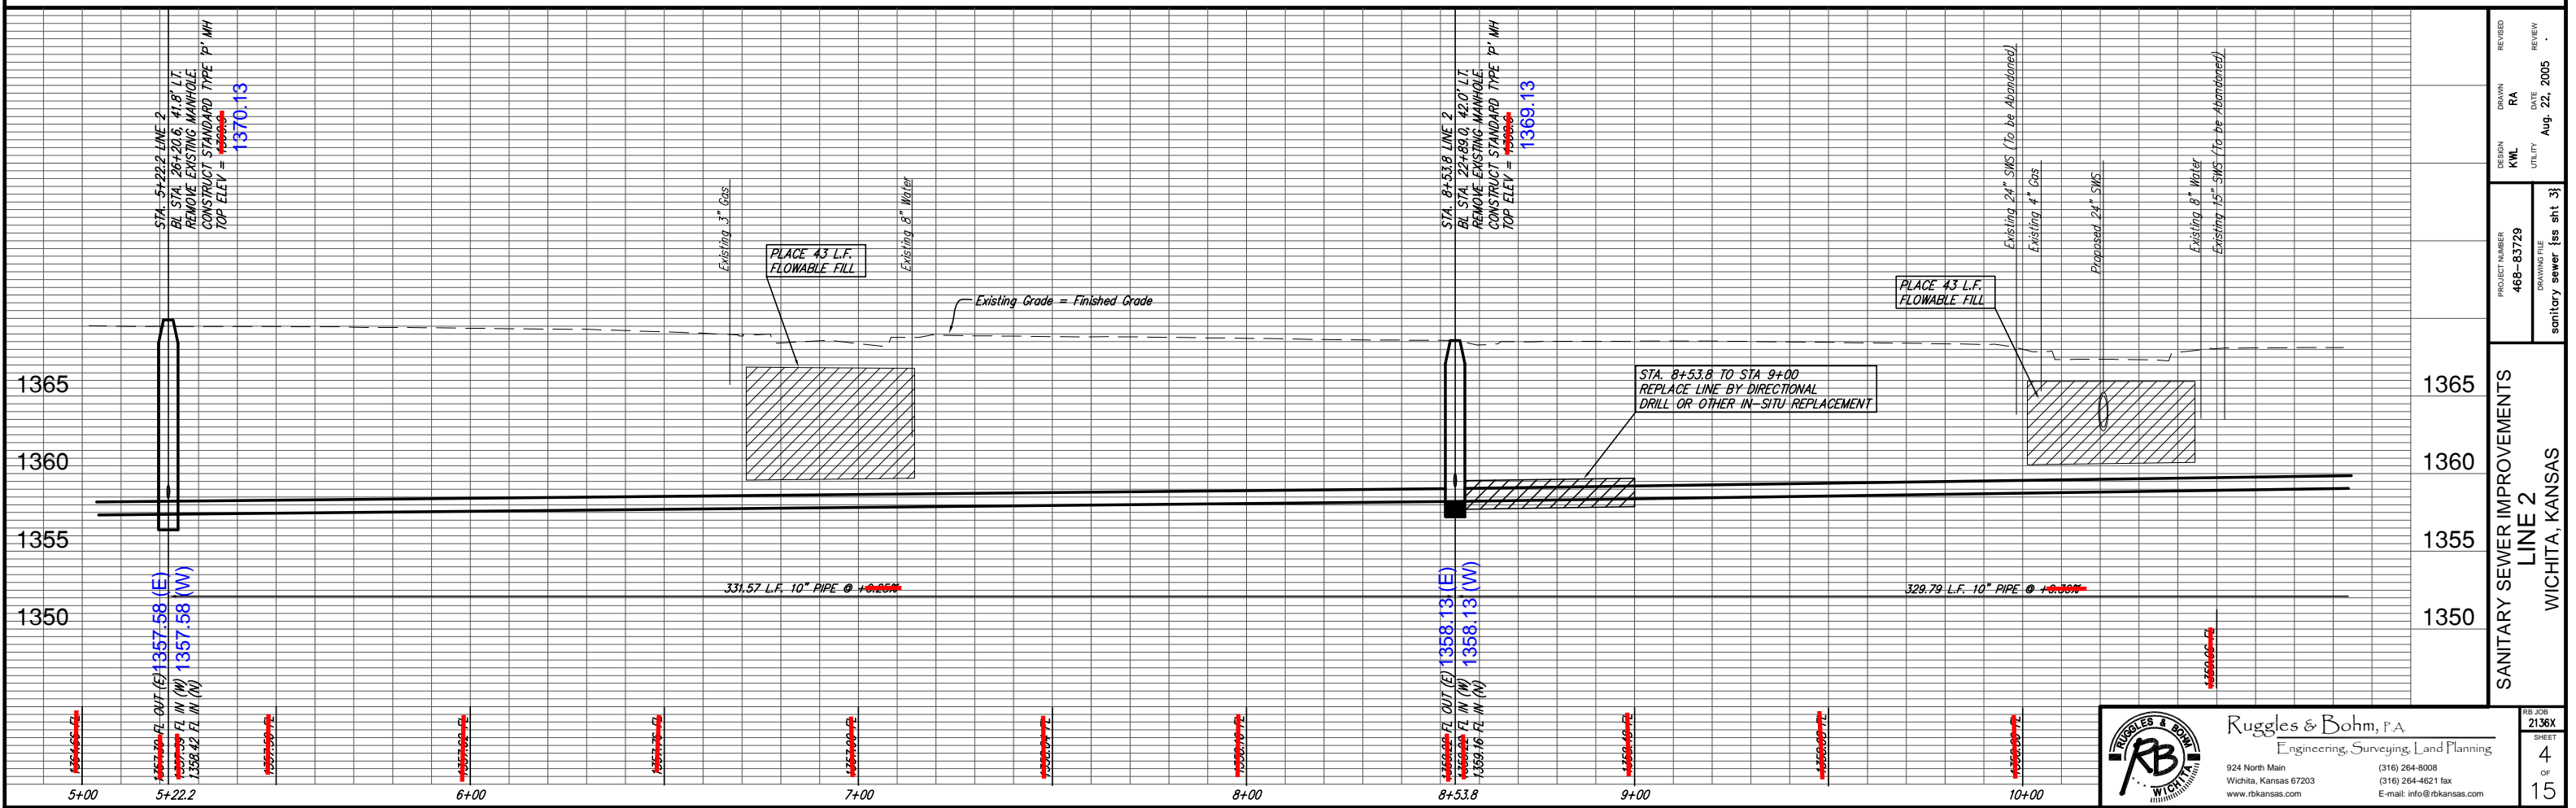 STA. 5+22.2 LINE 2
BL STA. 26+20.6, 41.8' LT.
REMOVE EXISTING MANHOLE.
CONSTRUCT STANDARD TYPE 'P' MH
TOP ELEV =
1370.13
Existing 3" Gas
PLACE 43 L.F.
FLOWABLE FILL
Existing 8" Water
Existing Grade = Finished Grade
STA. 8+53.8 LINE 2
BL STA. 22+89.0, 42.0' LT.
REMOVE EXISTING MANHOLE.
CONSTRUCT STANDARD TYPE 'P' MH
TOP ELEV =
1369.13
STA. 8+53.8 TO STA 9+00
REPLACE LINE BY DIRECTIONAL
DRILL OR OTHER IN-SITU REPLACEMENT
PLACE 43 L.F.
FLOWABLE FILL
Existing 24" SWS (To be Abandoned)
Existing 4" Gas
Proposed 24" SWS
Existing 8" Water
Existing 15" SWS (To be Abandoned)
1365
1360
1355
1350
1365
1360
1355
1350
331.57 L.F. 10" PIPE @
329.79 L.F. 10" PIPE @
1357.58 (E)
1357.58 (W)
FL OUT (E)
FL IN (W)
1358.42 FL IN (N)
1358.13 (E)
1358.13 (W)
FL OUT (E)
FL IN (W)
1359.16 FL IN (N)
5+00
5+22.2
6+00
7+00
8+00
8+53.8
9+00
10+00
REVISED
DRAWN
RA
DESIGN
KWL
REVIEW
DATE
Aug. 22, 2005
UTILITY
PROJECT NUMBER
468-83729
DRAWING FILE
sanitary sewer {ss sht 3}
SANITARY SEWER IMPROVEMENTS
LINE 2
WICHITA, KANSAS
RUGGLES & BOHM
RB
WICHITA
Ruggles & Bohm, P.A.
Engineering, Surveying, Land Planning
924 North Main
Wichita, Kansas 67203
www.rbkansas.com
(316) 264-8008
(316) 264-4621 fax
E-mail: info@rbkansas.com
RB JOB
2136X
SHEET
4
OF
15